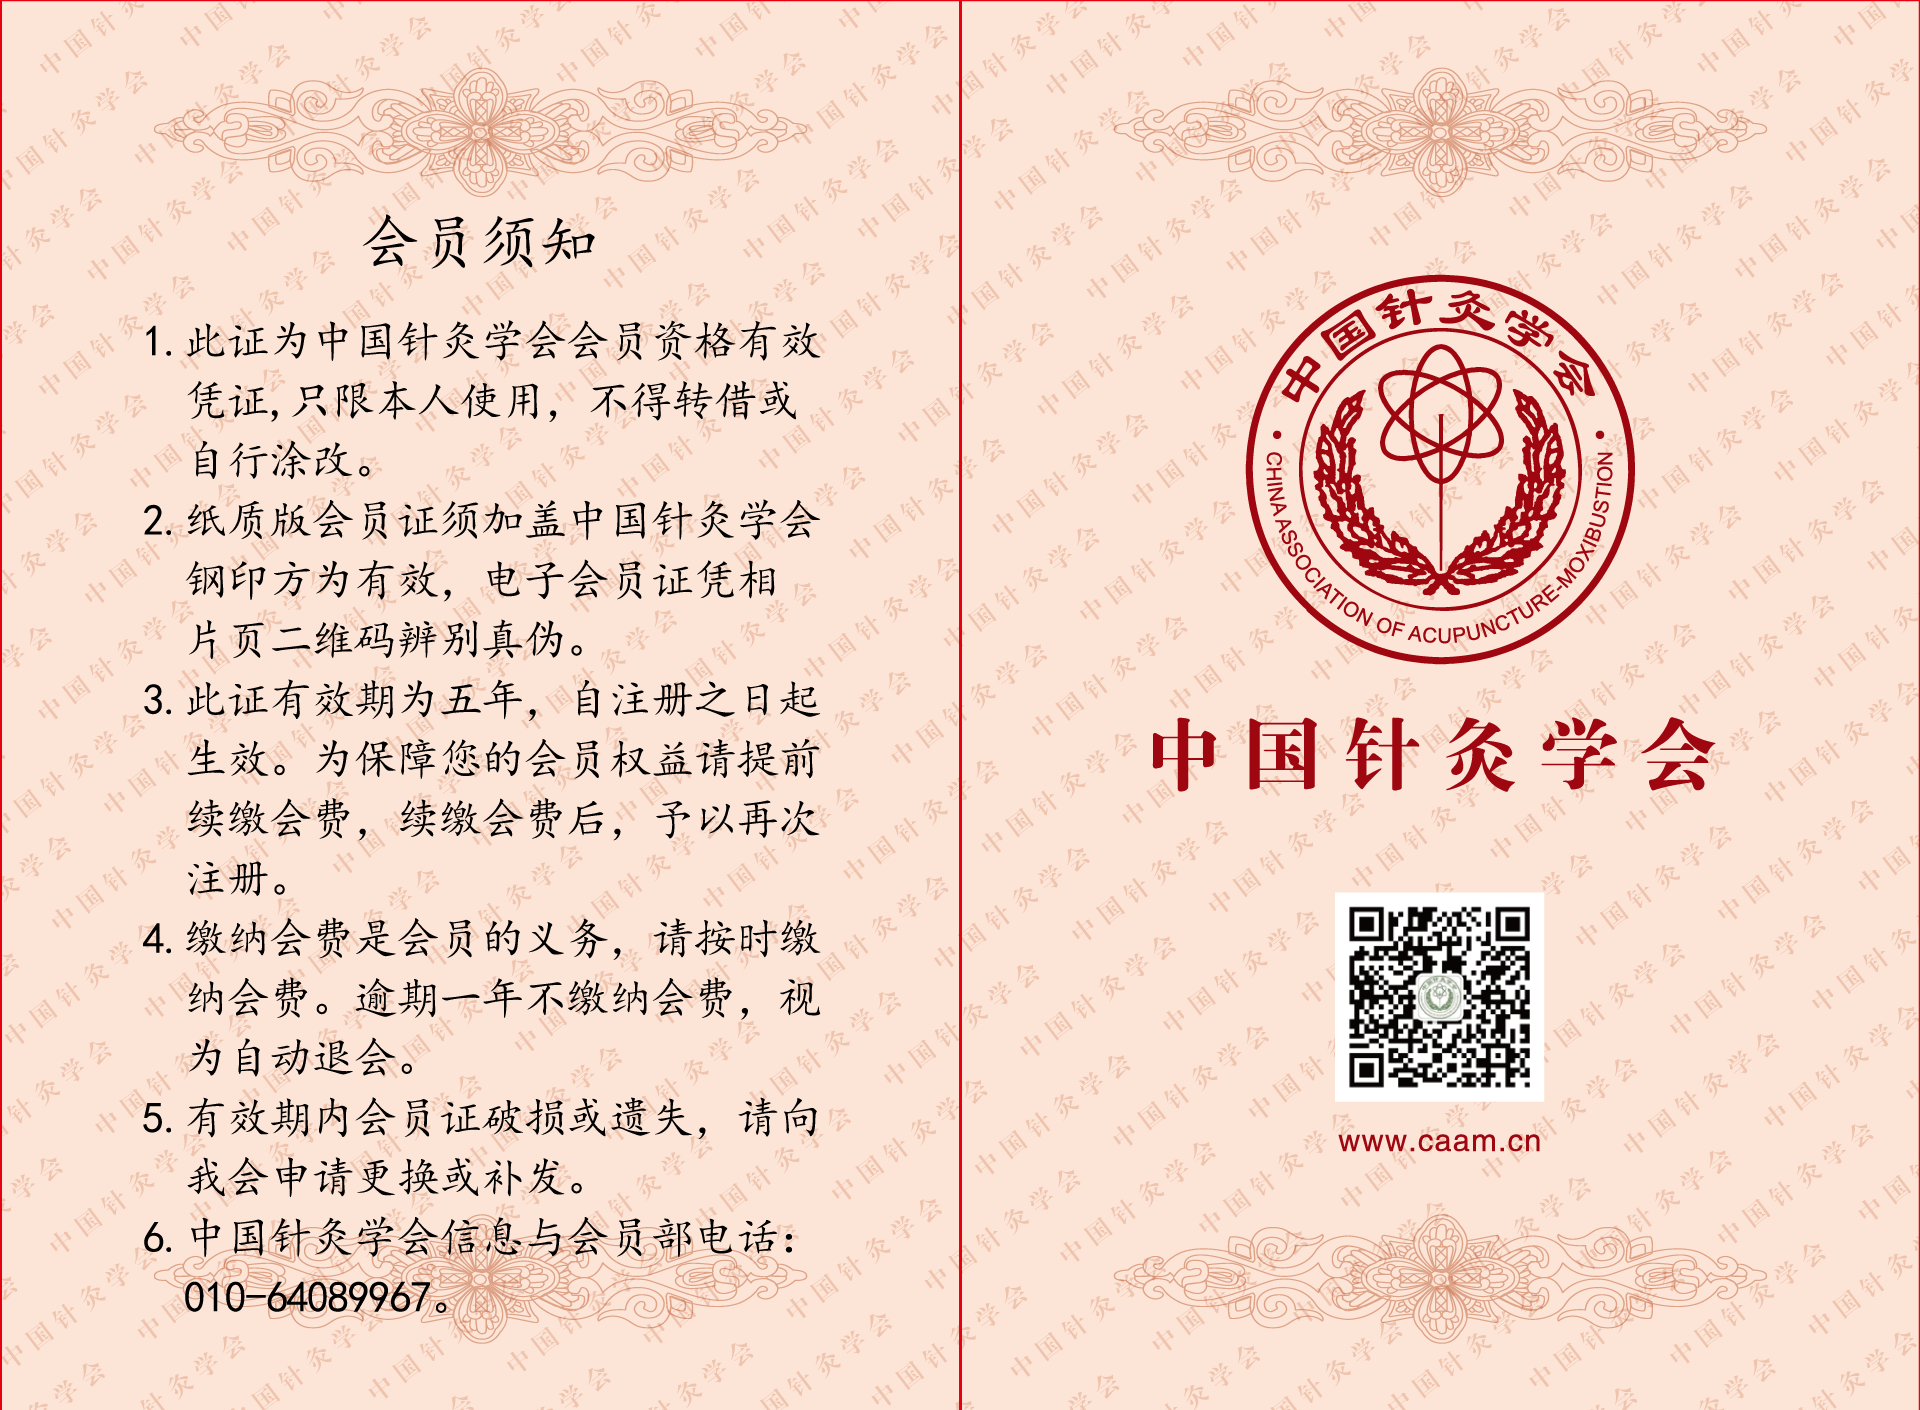 会员须知
1. 此证为中国针灸学会会员资格有效
凭证,只限本人使用，不得转借或
自行涂改。
2. 纸质版会员证须加盖中国针灸学会
钢印方为有效，电子会员证凭相
片页二维码辨别真伪。
3. 此证有效期为五年，自注册之日起
生效。为保障您的会员权益请提前
续缴会费，续缴会费后，予以再次
注册。
4. 缴纳会费是会员的义务，请按时缴
纳会费。逾期一年不缴纳会费，视
为自动退会。
5. 有效期内会员证破损或遗失，请向
我会申请更换或补发。
6. 中国针灸学会信息与会员部电话：
010-64089967。
中国针灸学会
CHINA ASSOCIATION OF ACUPUNCTURE-MOXIBUSTION
中国针灸学会
www.caam.cn